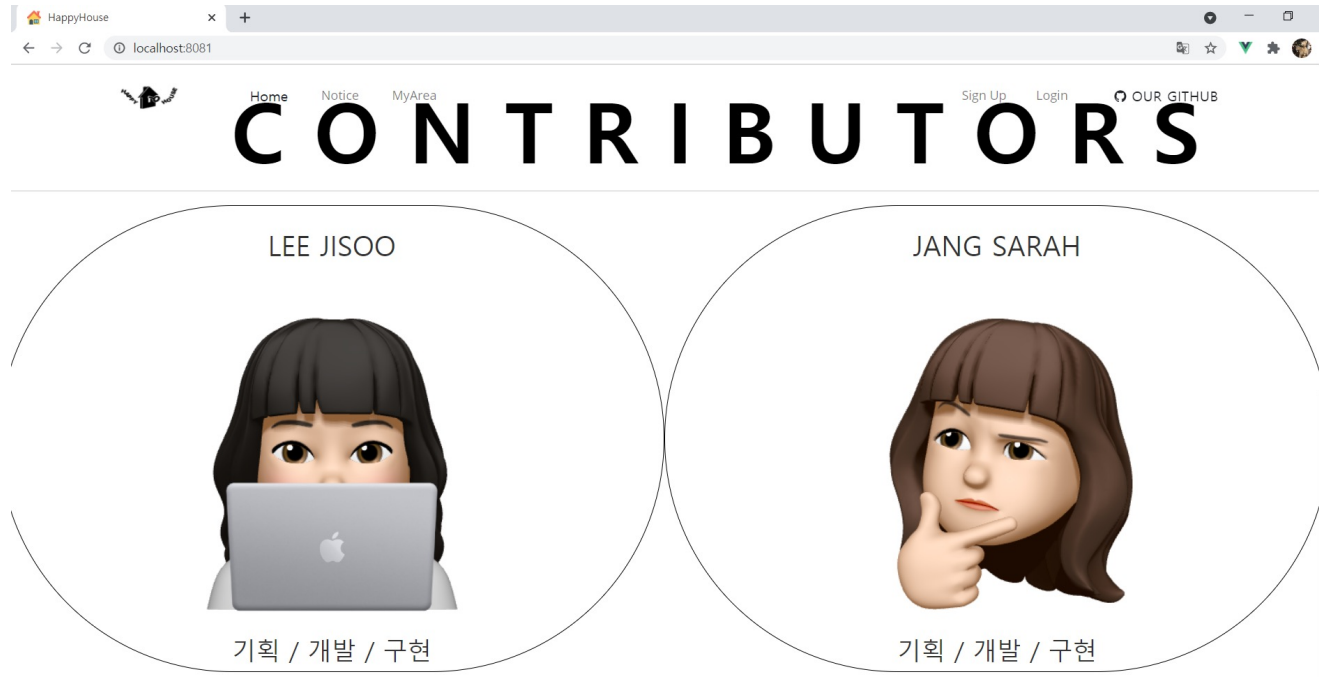 HappyHouse
localhost:8081
Home Notice MyArea Sign Up Login OUR GITHUB
CONTRIBUTORS
LEE JISOO JANG SARAH
기획 / 개발 / 구현 기획 / 개발 / 구현